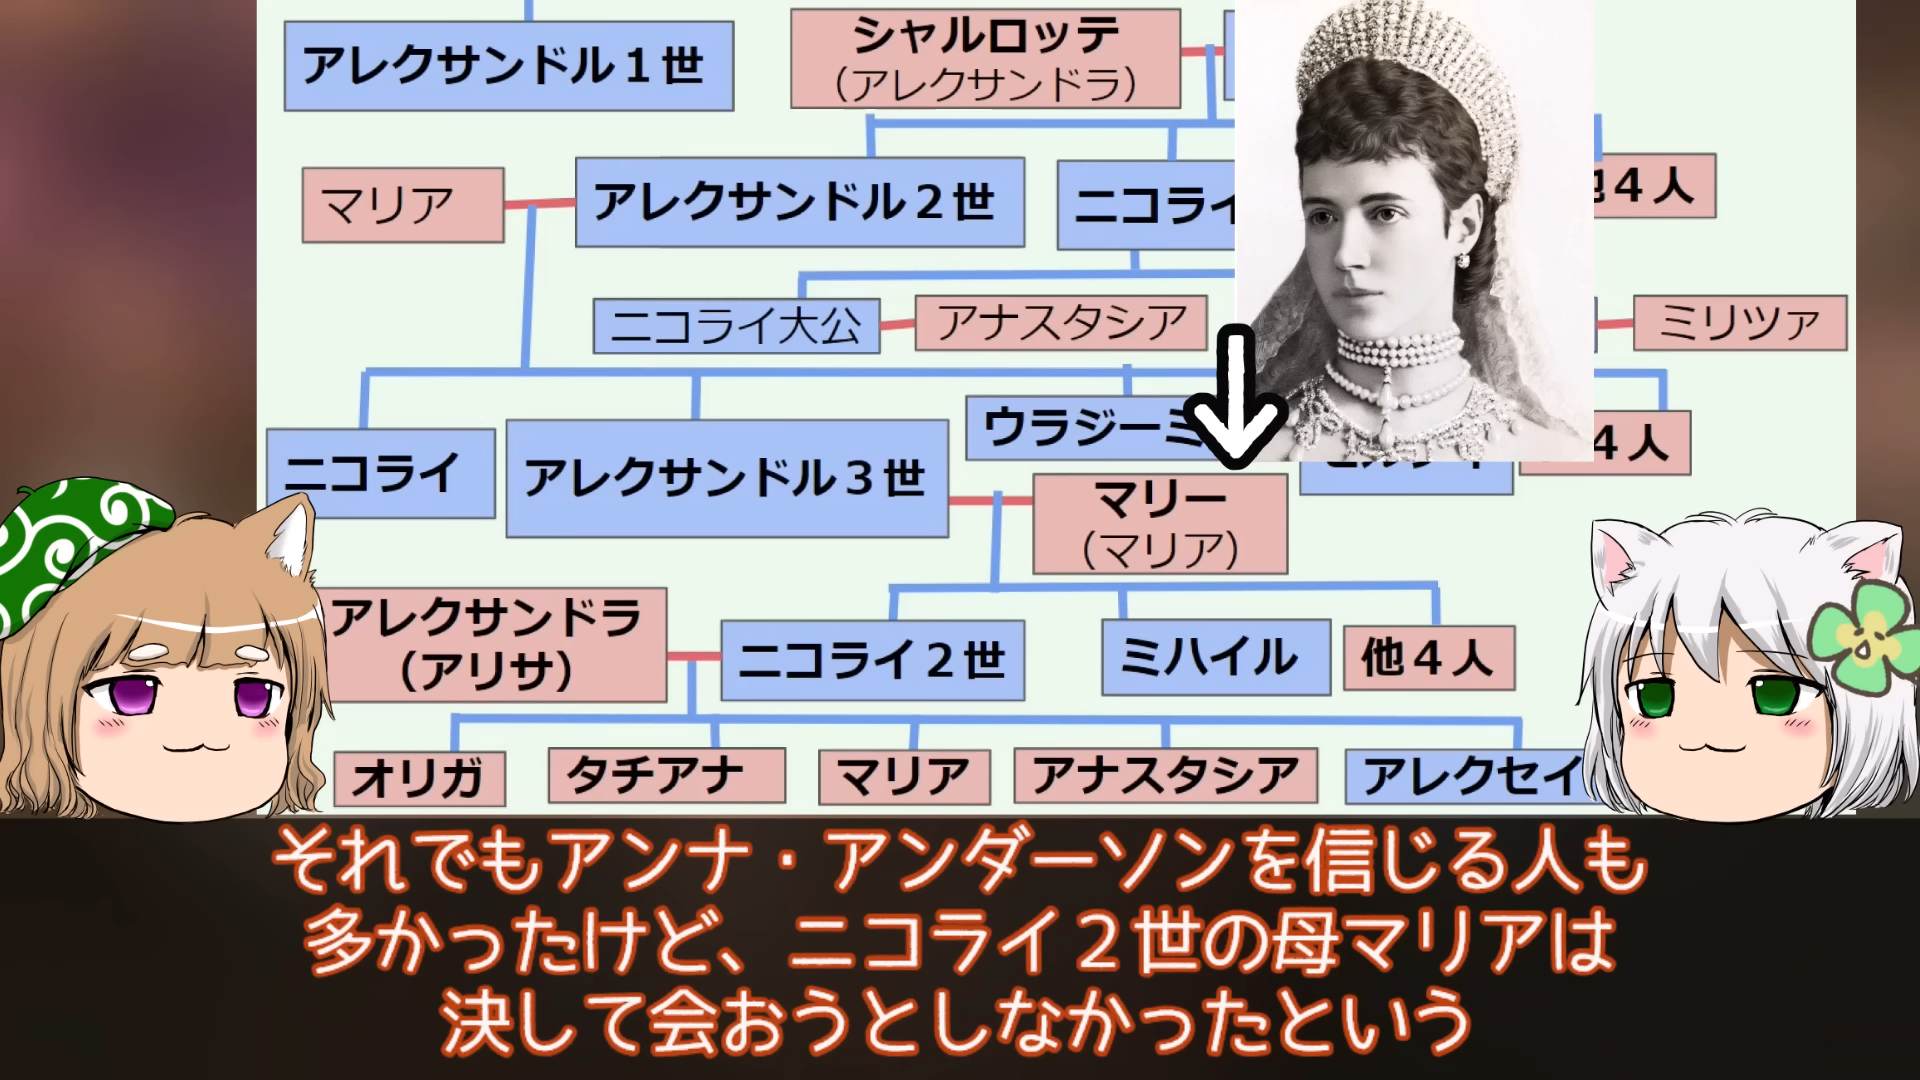 アレクサンドル１世
シャルロッテ
（アレクサンドラ）
マリア
アレクサンドル２世
ニコライ
他４人
ニコライ大公
アナスタシア
ミリツァ
ニコライ
アレクサンドル３世
ウラジーミ
４人
マリー
（マリア）
アレクサンドラ
（アリサ）
ニコライ２世
ミハイル
他４人
オリガ
タチアナ
マリア
アナスタシア
アレクセイ
それでもアンナ・アンダーソンを信じる人も
多かったけど、ニコライ２世の母マリアは
決して会おうとしなかったという